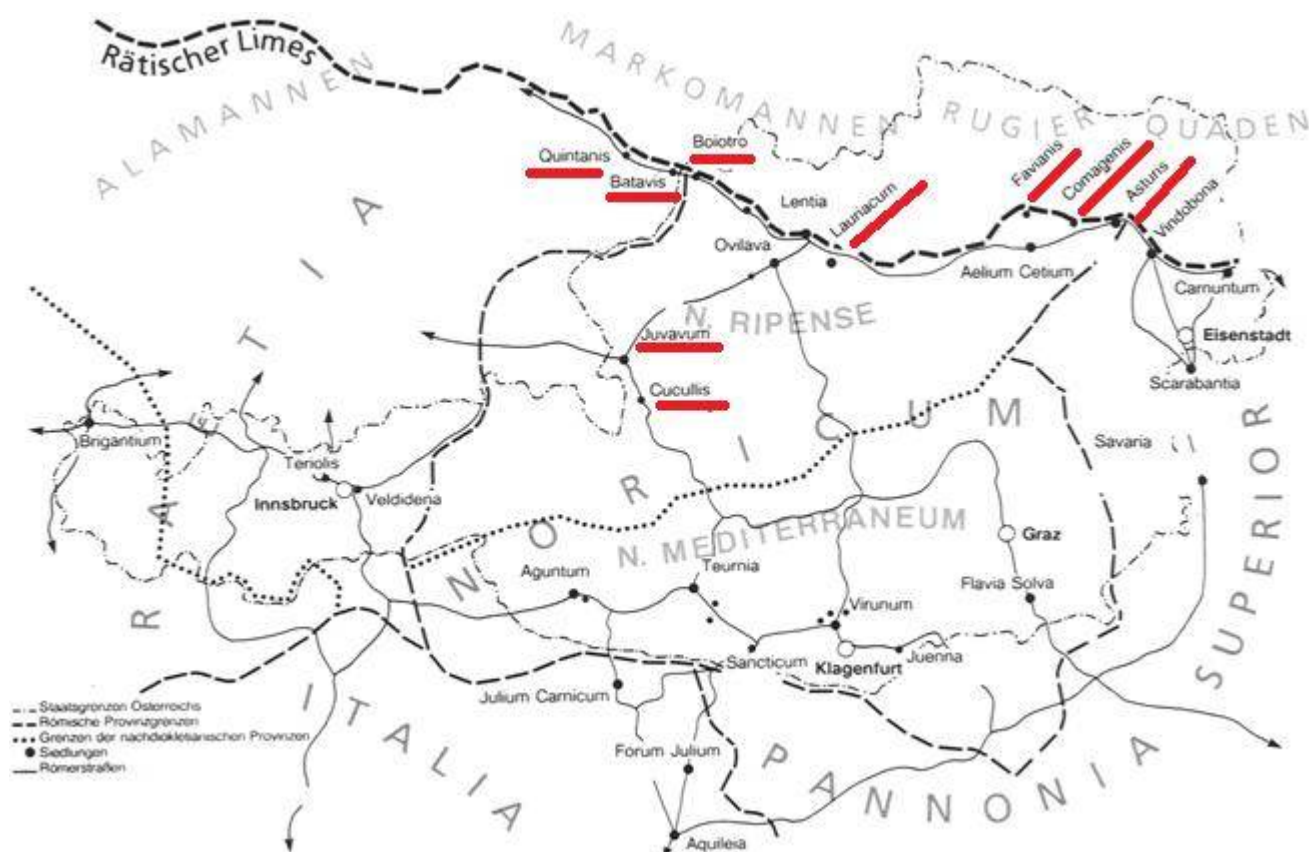 Rätischer Limes
ALAMANNEN
MARKOMANNEN
RUGIER
QUADEN
Boiotro
Quintanis
Batavis
Lentia
Lauriacum
Favianis
Comagenis
Asturis
Vindobona
Ovilava
Aelium Cetium
Carnuntum
N. RIPENSE
Eisenstadt
Juvavum
Scarabantia
Cucullis
Brigantium
Savaria
Teriolis
Innsbruck
Veldidena
RAETIA
NORICUM
N. MEDITERRANEUM
Graz
Aguntum
Teurnia
Flavia Solva
Virunum
Sancticum
Klagenfurt
Juenna
Julium Carnicum
Forum Julium
Aquileia
ITALIA
PANNONIA SUPERIOR
Staatsgrenzen Österreichs
Römische Provinzgrenzen
Grenzen der nachdiokletianischen Provinzen
Siedlungen
Römerstraßen